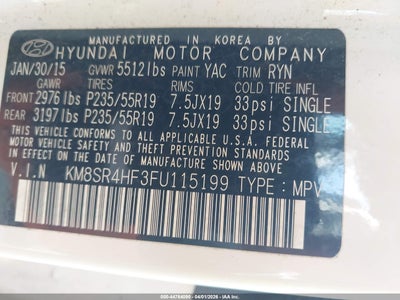 MANUFACTURED IN KOREA BY
HYUNDAI MOTOR COMPANY
JAN/30/15 GVWR 5512lbs PAINT YAC TRIM RYN
GAWR TIRES RIMS COLD TIRE INFL
FRONT 2976lbs P235/55R19 7.5JX19 33psi SINGLE
REAR 3197lbs P235/55R19 7.5JX19 33psi SINGLE
THIS VEHICLE CONFORMS TO ALL APPLICABLE U.S.A. FEDERAL
MOTOR VEHICLE SAFETY STANDARDS IN EFFECT ON THE DATE
OF MANUFACTURE SHOWN ABOVE.
V.I.N KM8SR4HF3FU115199 TYPE : MPV